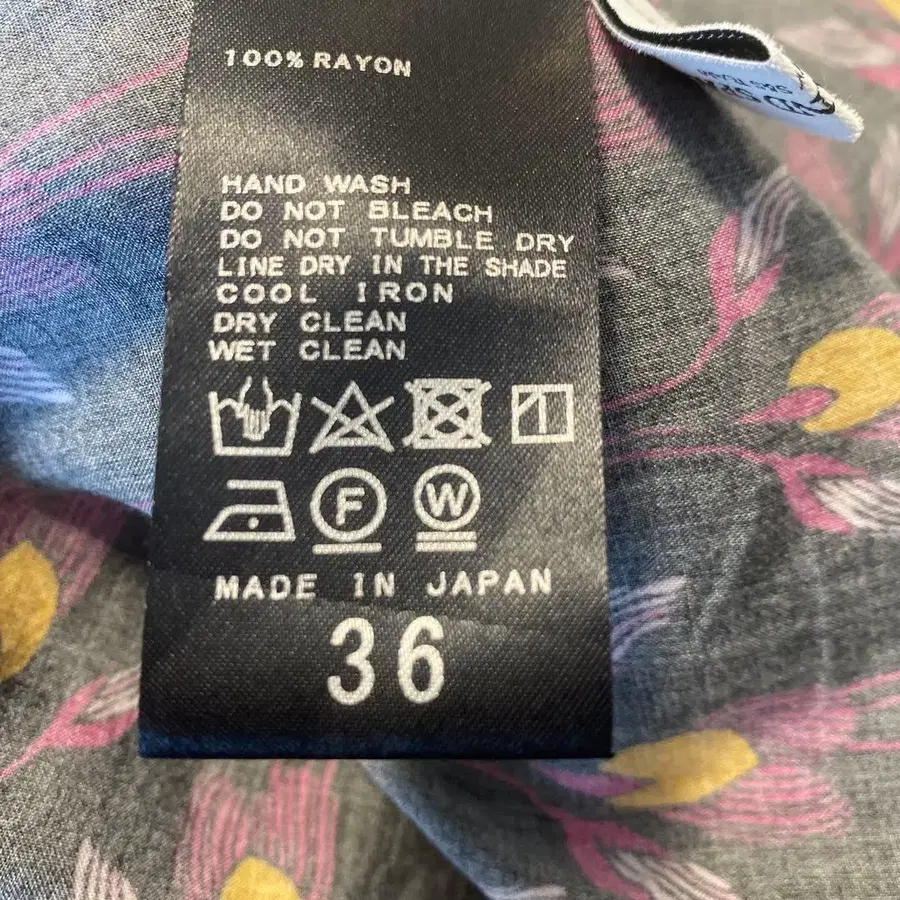 100% RAYON
HAND WASH
DO NOT BLEACH
DO NOT TUMBLE DRY
LINE DRY IN THE SHADE
COOL IRON
DRY CLEAN
WET CLEAN
F W
MADE IN JAPAN
36